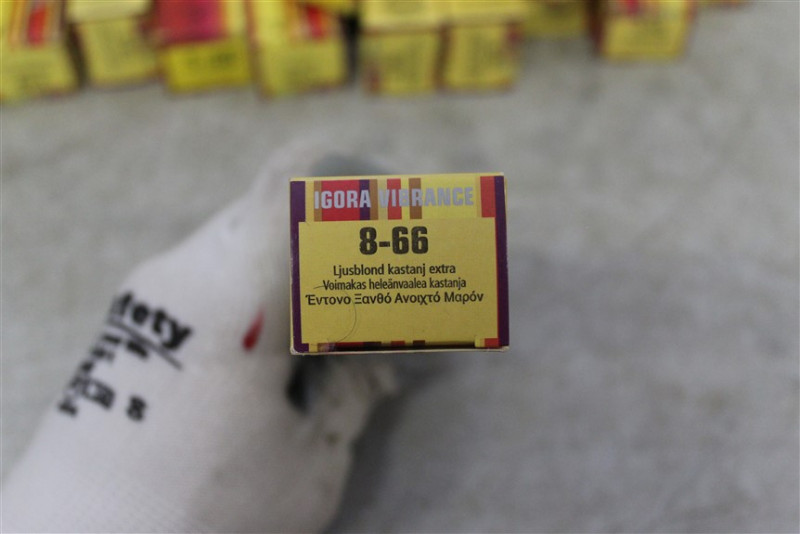 IGORA VIBRANCE
8-66
Ljusblond kastanj extra
Voimakas heleänvaalea kastanja
Έντονο Ξανθό Ανοιχτό Μαρόν